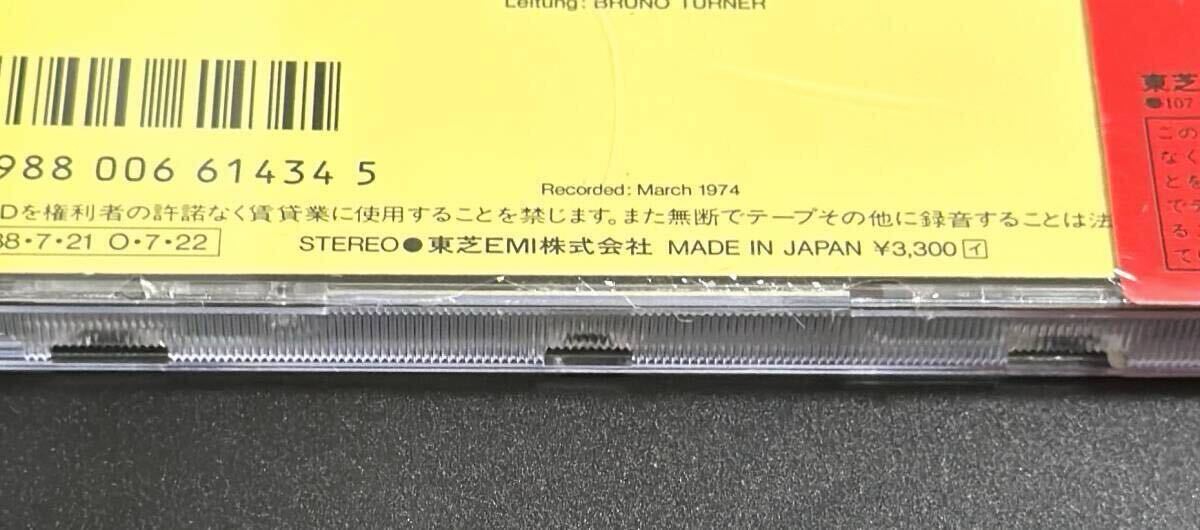 Leitung: BRUNO TURNER
988 006 61434 5
Recorded: March 1974
Dを権利者の許諾なく賃貸業に使用することを禁じます。また無断でテープその他に録音することは法
88・7・21 〇・7・22
STEREO●東芝EMI株式会社 MADE IN JAPAN ¥3,300 イ
東芝
●107
この
なく
とを
でラ
るこ
てい